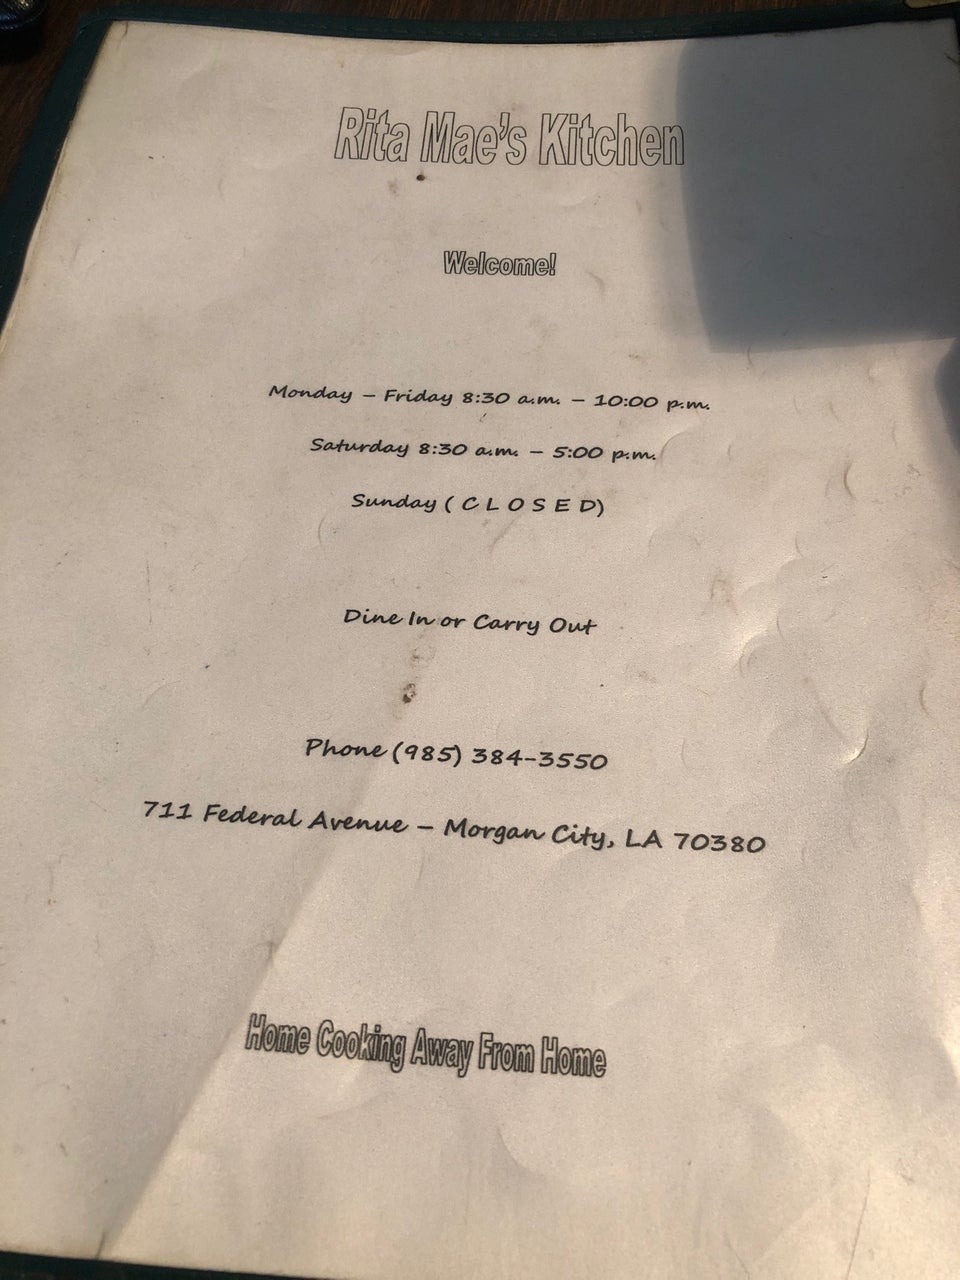 Rita Mae's Kitchen
Welcome!
Monday – Friday 8:30 a.m. – 10:00 p.m.
Saturday 8:30 a.m. – 5:00 p.m.
Sunday ( C L O S E D)
Dine In or Carry Out
Phone (985) 384-3550
711 Federal Avenue – Morgan City, LA 70380
Home Cooking Away From Home